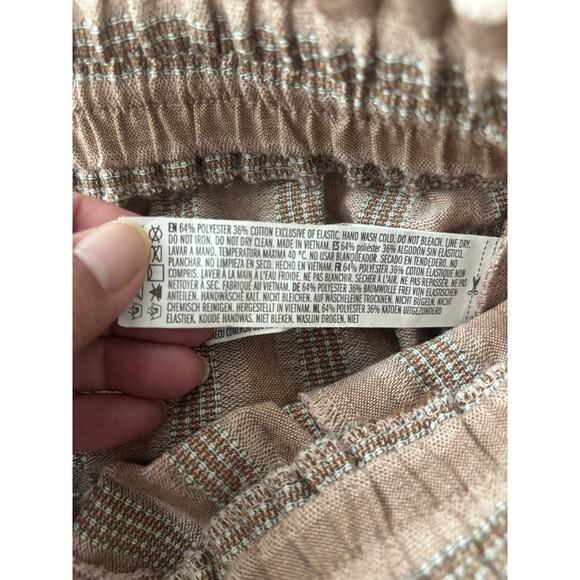 EN 64% POLYESTER 36% COTTON EXCLUSIVE OF ELASTIC, HAND WASH COLD, DO NOT BLEACH, LINE DRY.
DO NOT IRON. DO NOT DRY CLEAN. MADE IN VIETNAM. ES 64% poliéster 36% ALGODÓN SIN ELASTICO.
LAVAR A MANO. TEMPERATURA MÁXIMA 40 °C. NO USAR BLANQUEADOR. SECADO EN TENDEDERO. NO
PLANCHAR. NO LIMPIEZA EN SECO. HECHO EN VIETNAM. FR 64% POLYESTER 36% COTON ELASTIQUE NON
COMPRIS. LAVER À LA MAIN À L'EAU FROIDE. NE PAS BLANCHIR. SÉCHER À L'AIR. NE PAS REPASSER. PAS
NETTOYER À SEC. FABRIQUÉ EN VIETNAM. DE 64% POLYESTER 36% BAUMWOLLE FREI VON ELASTISCHEN
ANTEILEN. HANDWÄSCHE KALT. NICHT BLEICHEN. AUF WÄSCHELEINE TROCKNEN. NICHT BÜGELN. NICHT
CHEMISCH REINIGEN. HERGESTELLT IN VIETNAM. NL 64% POLYESTER 36% KATOEN UITGEZONDERD
ELASTIEK, KOUDE HANDWAS. NIET BLEKEN. WASLIJN DROGEN. NIET